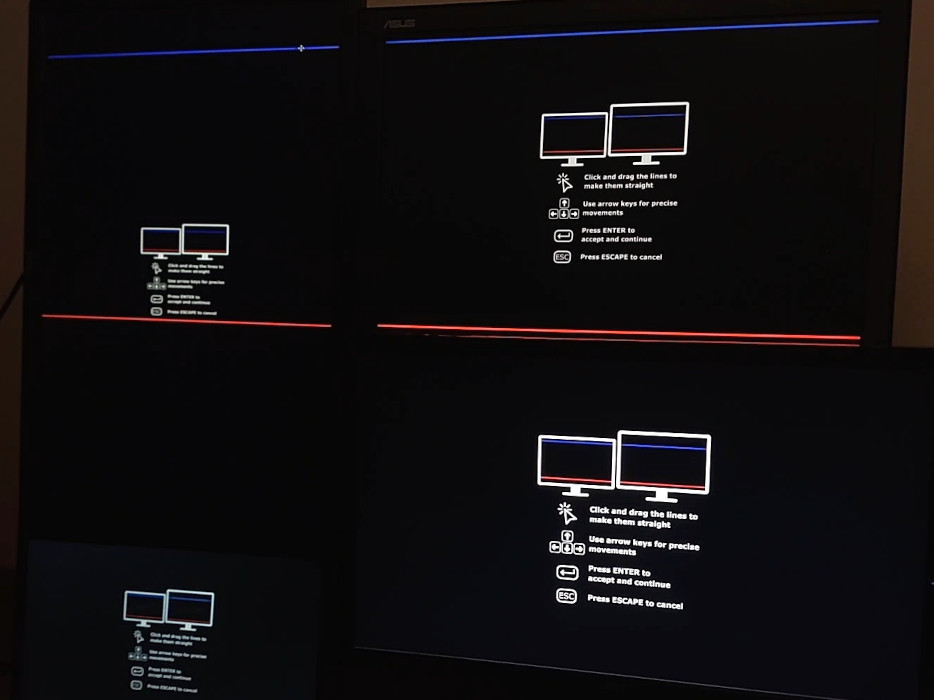 ASUS
Click and drag the lines to
make them straight
Use arrow keys for precise
movements
Press ENTER to
accept and continue
ESC Press ESCAPE to cancel
Click and drag the lines to
make them straight
Use arrow keys for precise
movements
Press ENTER to
accept and continue
ESC Press ESCAPE to cancel
Click and drag the lines to
make them straight
Use arrow keys for precise
movements
Press ENTER to
accept and continue
ESC Press ESCAPE to cancel
Click and drag the lines to
make them straight
Use arrow keys for precise
movements
Press ENTER to
accept and continue
ESC Press ESCAPE to cancel